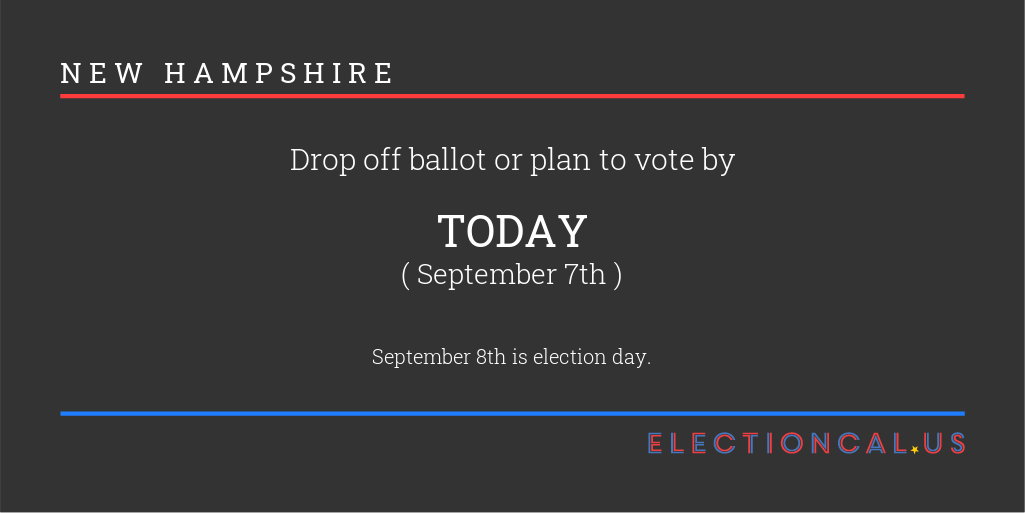 NEW HAMPSHIRE
Drop off ballot or plan to vote by
TODAY
( September 7th )
September 8th is election day.
ELECTIONCAL.US